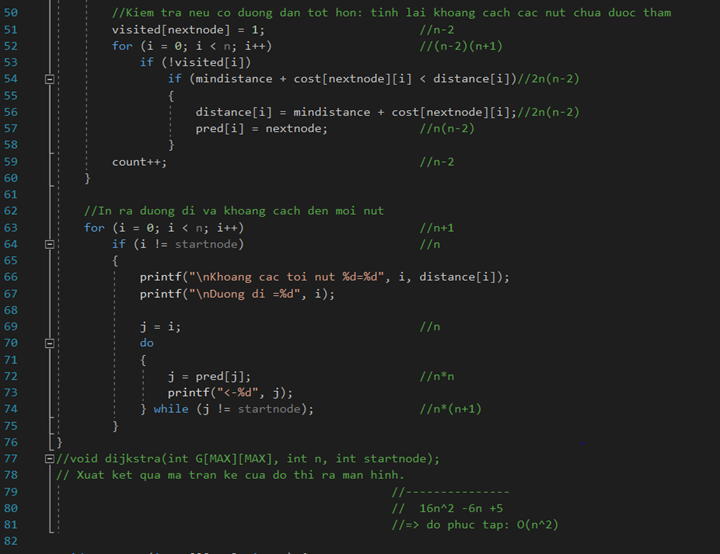 50 //Kiem tra neu co duong dan tot hon: tinh lai khoang cach cac nut chua duoc tham
51 visited[nextnode] = 1; //n-2
52 for (i = 0; i < n; i++) //(n-2)(n+1)
53 if (!visited[i])
54 if (mindistance + cost[nextnode][i] < distance[i])//2n(n-2)
55 {
56 distance[i] = mindistance + cost[nextnode][i];//2n(n-2)
57 pred[i] = nextnode; //n(n-2)
58 }
59 count++; //n-2
60 }
61
62 //In ra duong di va khoang cach den moi nut
63 for (i = 0; i < n; i++) //n+1
64 if (i != startnode) //n
65 {
66 printf("\nKhoang cac toi nut %d=%d", i, distance[i]);
67 printf("\nDuong di =%d", i);
68
69 j = i; //n
70 do
71 {
72 j = pred[j]; //n*n
73 printf("<-%d", j);
74 } while (j != startnode); //n*(n+1)
75 }
76 }
77 //void dijkstra(int G[MAX][MAX], int n, int startnode);
78 // Xuat ket qua ma tran ke cua do thi ra man hinh.
79 //---------------
80 // 16n^2 -6n +5
81 //=> do phuc tap: O(n^2)
82